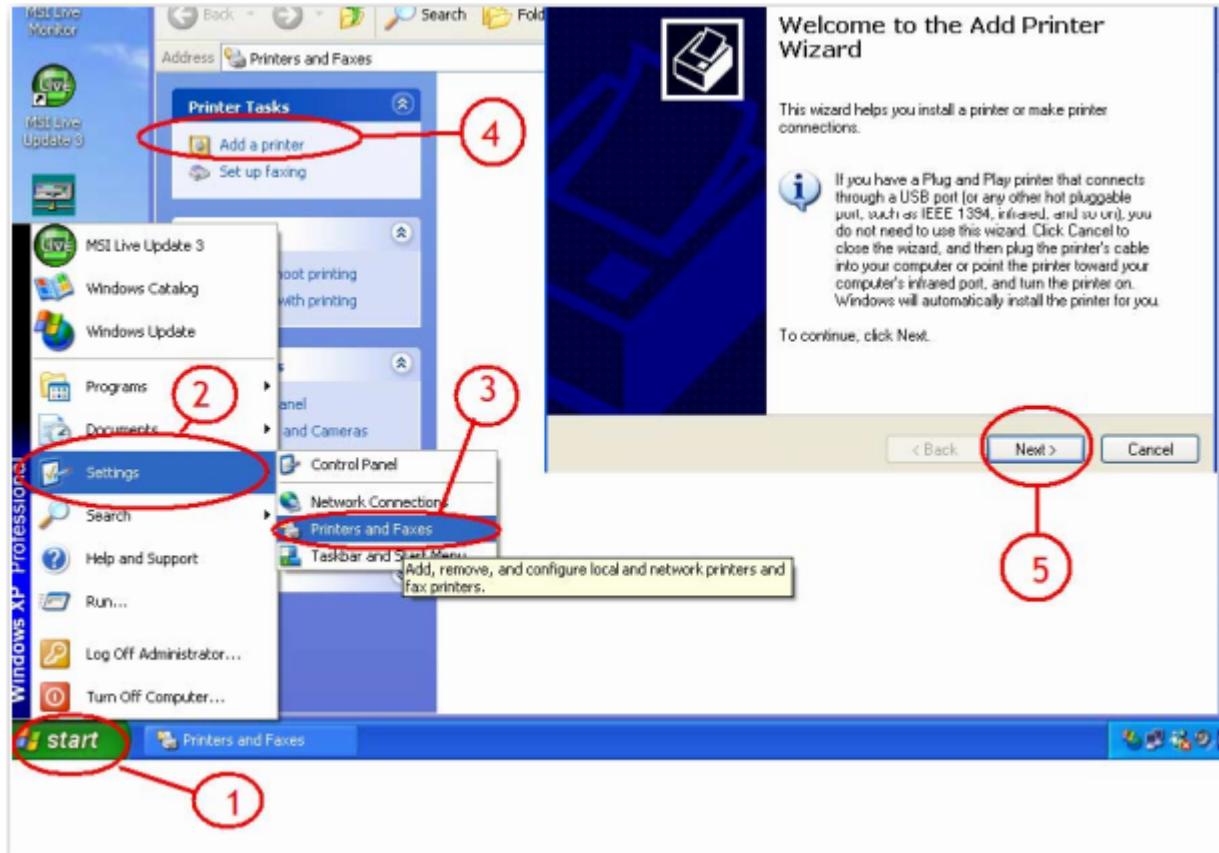 MSI Live
Monitor
MSI Live
Update 3
Back
Search
Fold
Address Printers and Faxes
Printer Tasks
Add a printer
Set up faxing
4
hoot printing
with printing
anel
and Cameras
MSI Live Update 3
Windows Catalog
Windows Update
Programs
2
Documents
Settings
Search
Help and Support
Run...
Log Off Administrator...
Turn Off Computer...
Windows XP Professional
3
Control Panel
Network Connections
Printers and Faxes
Taskbar and Start Menu
Add, remove, and configure local and network printers and
fax printers.
start
Printers and Faxes
1
Welcome to the Add Printer
Wizard
This wizard helps you install a printer or make printer
connections.
If you have a Plug and Play printer that connects
through a USB port (or any other hot pluggable
port, such as IEEE 1394, infrared, and so on), you
do not need to use this wizard. Click Cancel to
close the wizard, and then plug the printer's cable
into your computer or point the printer toward your
computer's infrared port, and turn the printer on.
Windows will automatically install the printer for you.
To continue, click Next.
< Back
Next >
Cancel
5